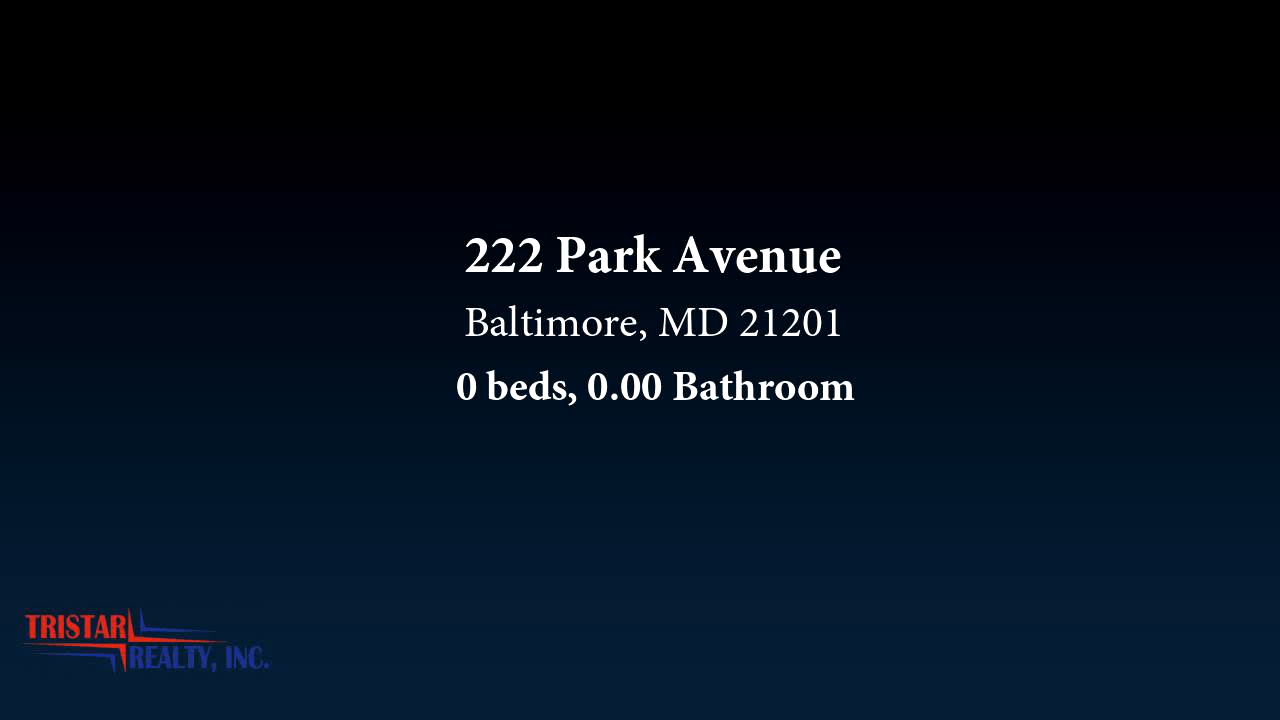 222 Park Avenue
Baltimore, MD 21201
0 beds, 0.00 Bathroom
TRISTAR
REALTY, INC.